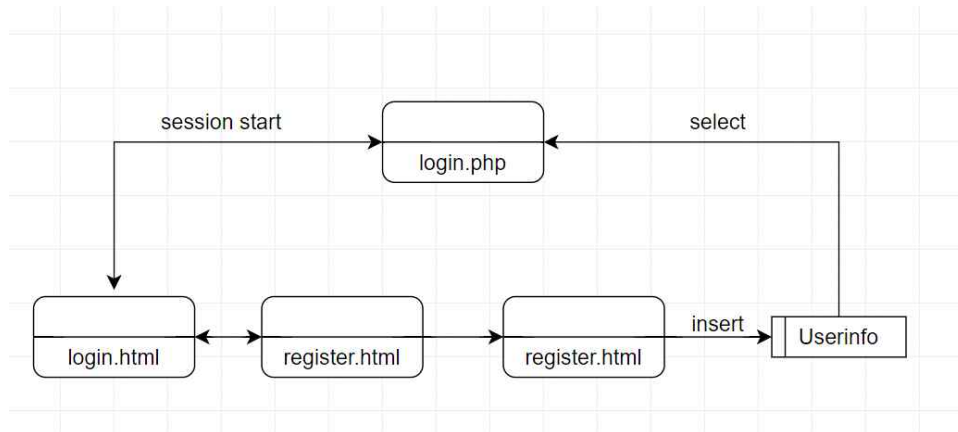 session start
select
login.php
insert
Userinfo
login.html
register.html
register.html